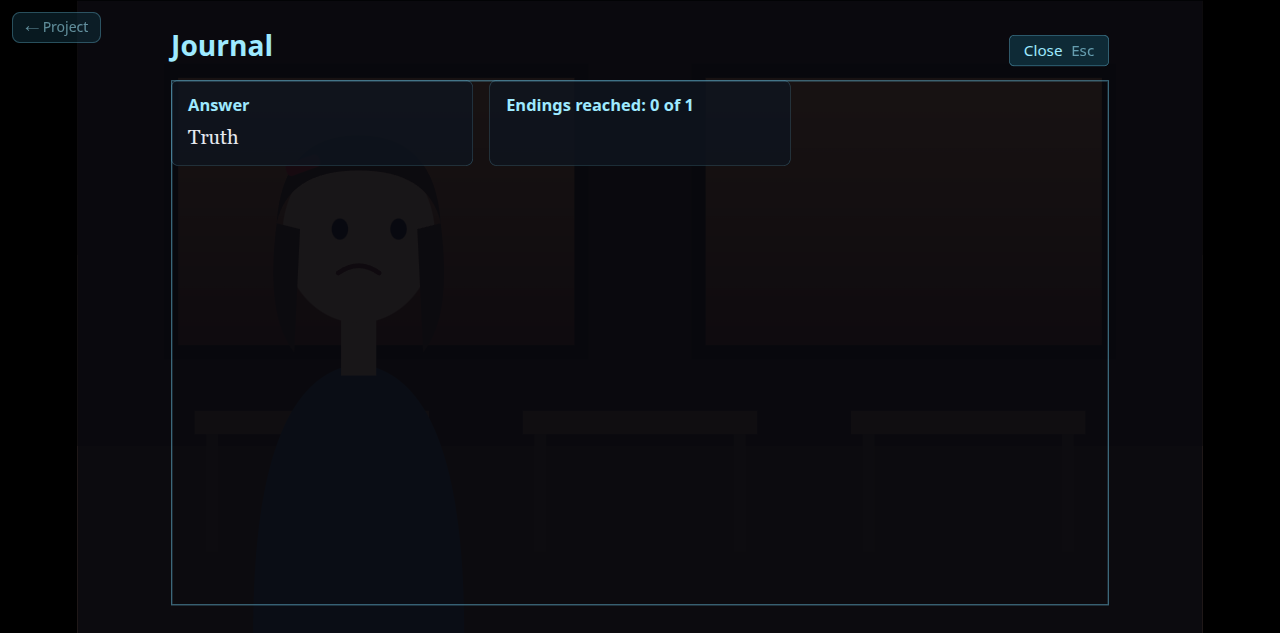 ← Project
Journal
Close Esc
Answer
Truth
Endings reached: 0 of 1